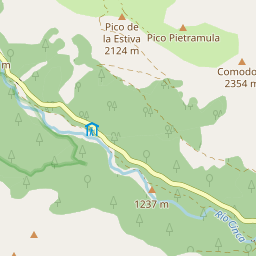 Pico de
la Estiva
2124 m
Pico Pietramula
m
Comodo
2354 m
1237 m
Río Cinca